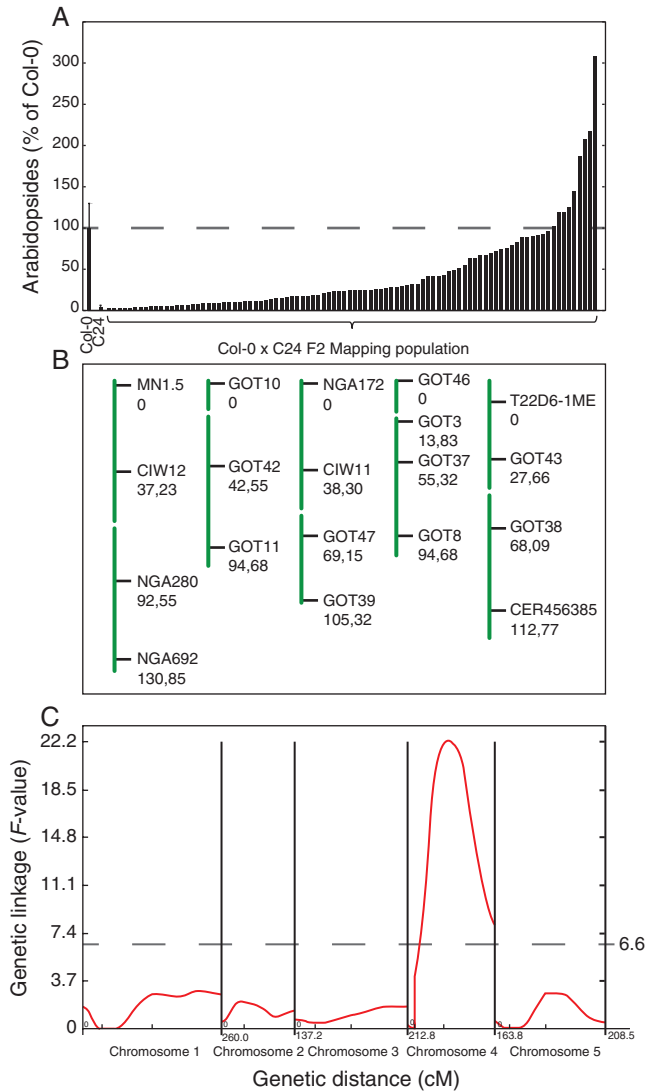 A
Arabidopsides (% of Col-0)
300
250
200
150
100
50
0
Col-0
C24
Col-0 x C24 F2 Mapping population
B
MN1.5
0
CIW12
37,23
NGA280
92,55
NGA692
130,85
GOT10
0
GOT42
42,55
GOT11
94,68
NGA172
0
CIW11
38,30
GOT47
69,15
GOT39
105,32
GOT46
0
GOT3
13,83
GOT37
55,32
GOT8
94,68
T22D6-1ME
0
GOT43
27,66
GOT38
68,09
CER456385
112,77
C
Genetic linkage (F-value)
22.2
18.5
14.8
11.1
7.4
3.7
0
6.6
0
0
0
0
0
260.0
137.2
212.8
163.8
208.5
Chromosome 1
Chromosome 2
Chromosome 3
Chromosome 4
Chromosome 5
Genetic distance (cM)